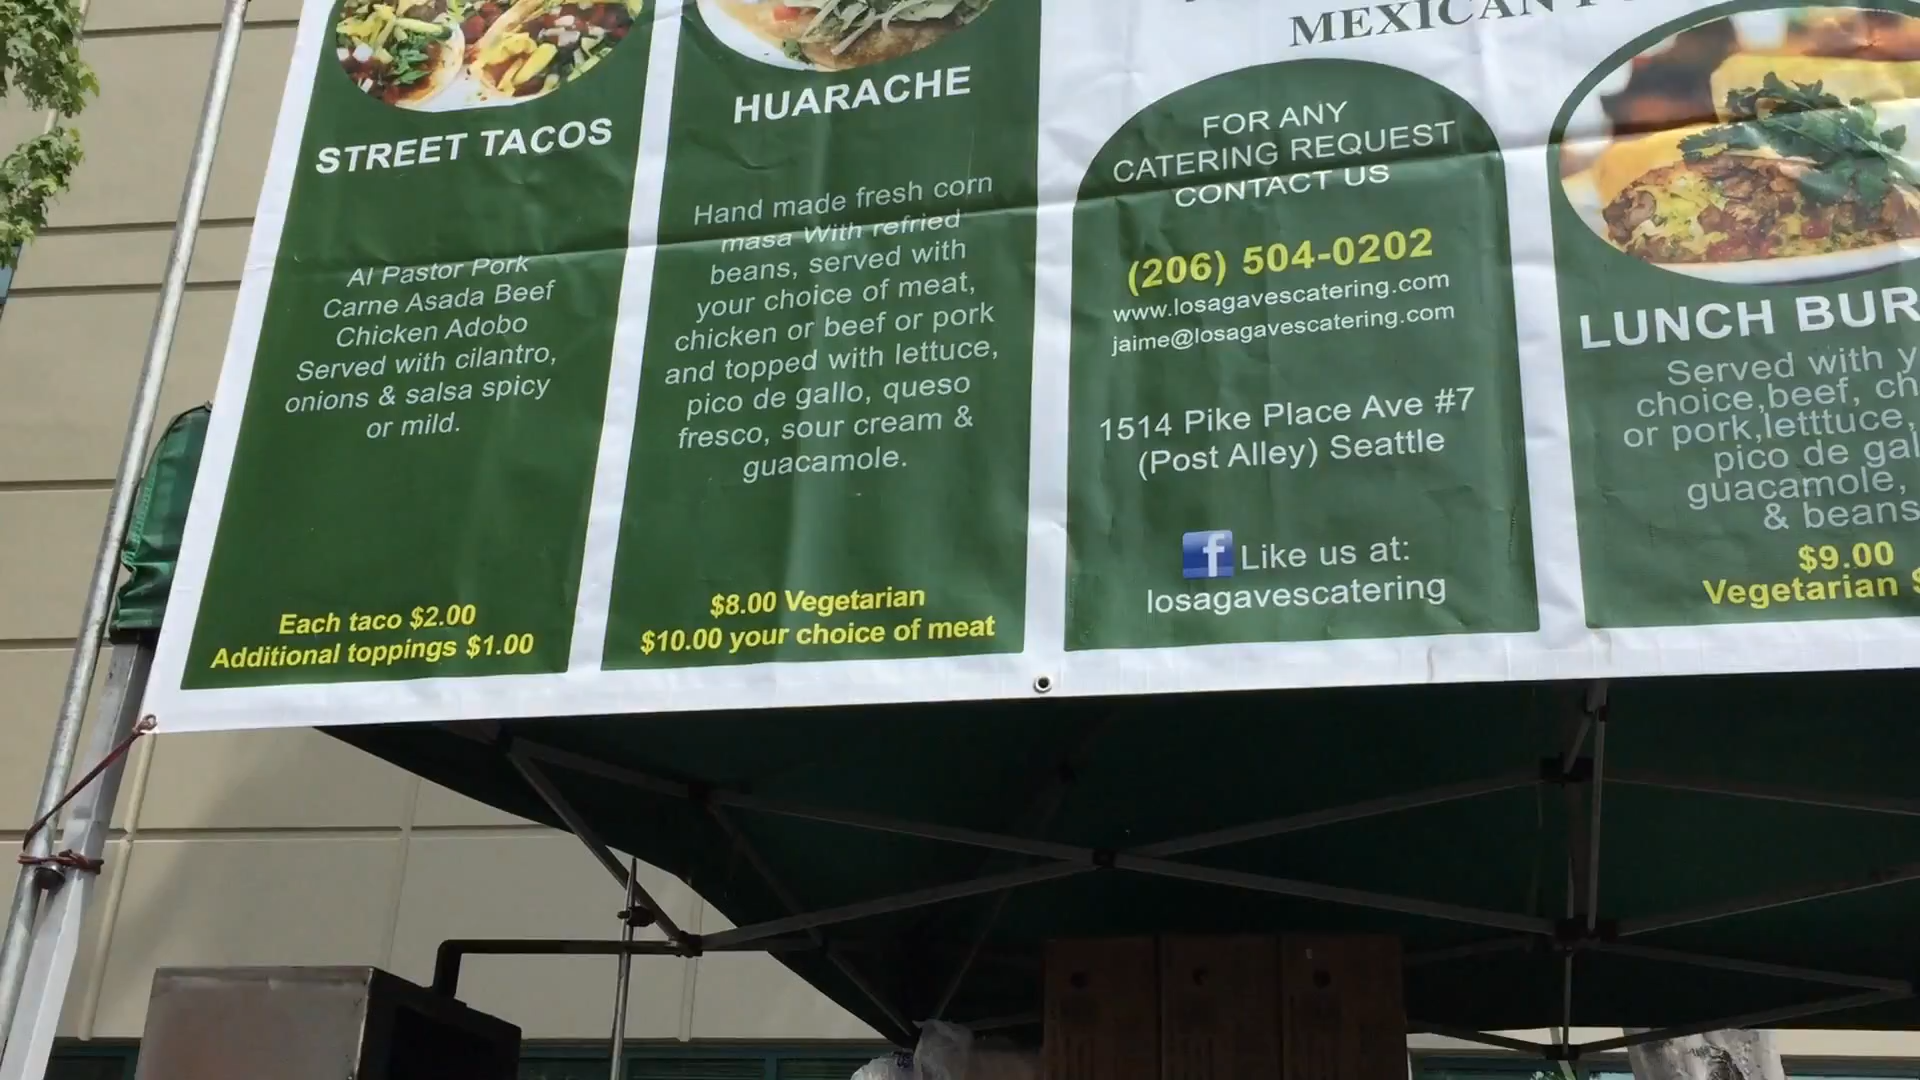 STREET TACOS
Al Pastor Pork
Carne Asada Beef
Chicken Adobo
Served with cilantro,
onions & salsa spicy
or mild.
Each taco $2.00
Additional toppings $1.00
HUARACHE
Hand made fresh corn
masa With refried
beans, served with
your choice of meat,
chicken or beef or pork
and topped with lettuce,
pico de gallo, queso
fresco, sour cream &
guacamole.
$8.00 Vegetarian
$10.00 your choice of meat
MEXICAN
FOR ANY
CATERING REQUEST
CONTACT US
(206) 504-0202
www.losagavescatering.com
jaime@losagavescatering.com
1514 Pike Place Ave #7
(Post Alley) Seattle
f Like us at:
losagavescatering
LUNCH BUR
Served with y
choice,beef, ch
or pork,letttuce,
pico de gal
guacamole,
& beans
$9.00
Vegetarian